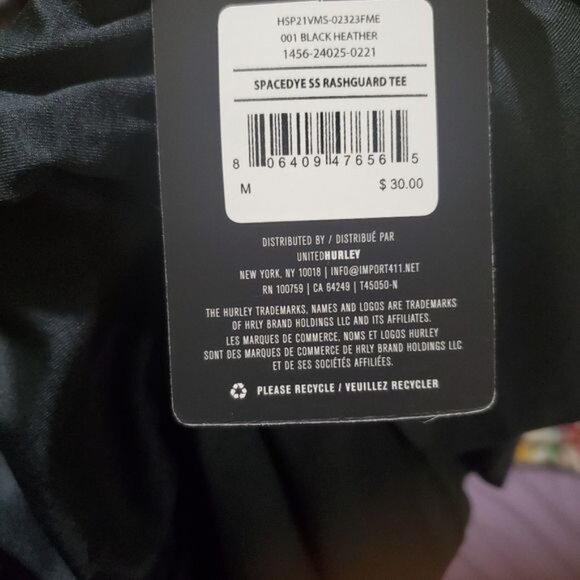 HSP21VMS-02323FME
001 BLACK HEATHER
1456-24025-0221
SPACEDYE SS RASHGUARD TEE
8 06409 47656 5
M $ 30.00
DISTRIBUTED BY / DISTRIBUÉ PAR
UNITEDHURLEY
NEW YORK, NY 10018 | INFO@IMPORT411.NET
RN 100759 | CA 64249 | T45050-N
THE HURLEY TRADEMARKS, NAMES AND LOGOS ARE TRADEMARKS
OF HRLY BRAND HOLDINGS LLC AND ITS AFFILIATES.
LES MARQUES DE COMMERCE, NOMS ET LOGOS HURLEY
SONT DES MARQUES DE COMMERCE DE HRLY BRAND HOLDINGS LLC
ET DE SES SOCIÉTÉS AFFILIÉES.
PLEASE RECYCLE / VEUILLEZ RECYCLER